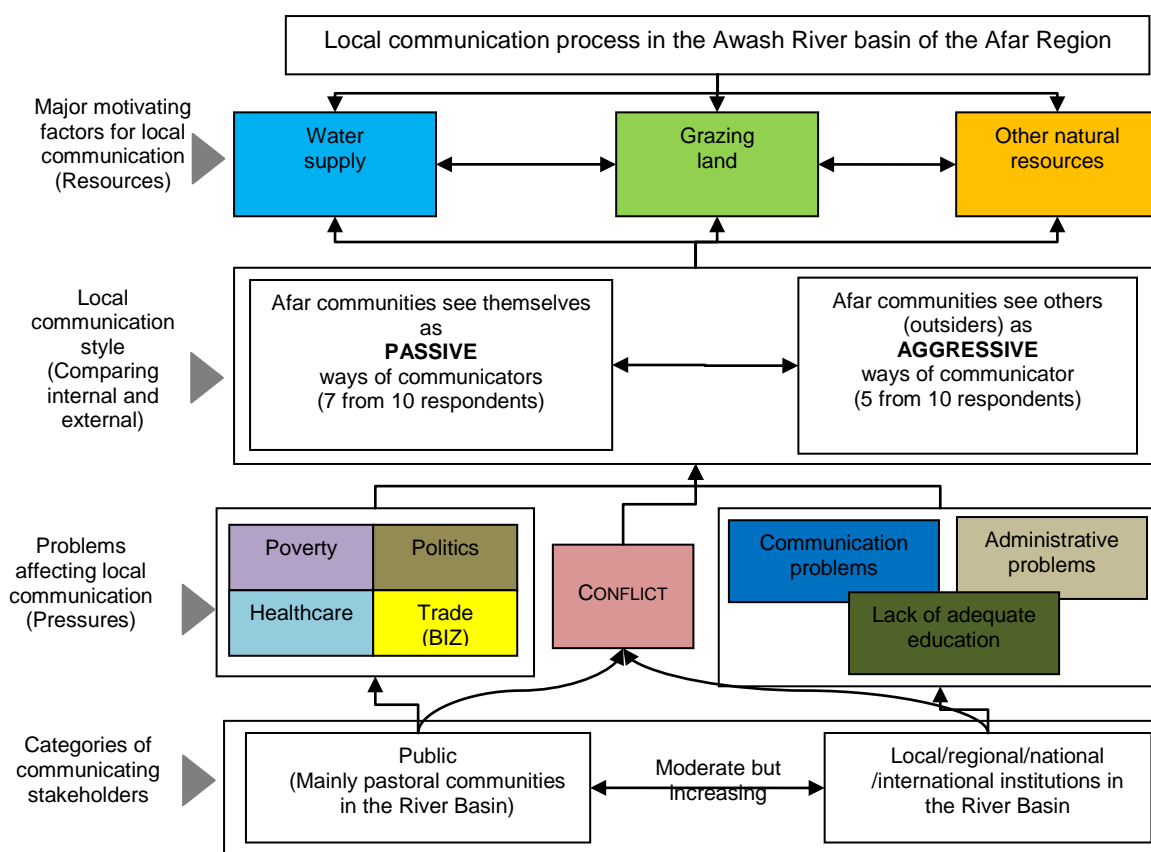 Local communication process in the Awash River basin of the Afar Region
Major motivating
factors for local
communication
(Resources)
Water
supply
Grazing
land
Other natural
resources
Local
communication
style
(Comparing
internal and
external)
Afar communities see themselves
as
PASSIVE
ways of communicators
(7 from 10 respondents)
Afar communities see others
(outsiders) as
AGGRESSIVE
ways of communicator
(5 from 10 respondents)
Problems
affecting local
communication
(Pressures)
Poverty
Politics
Healthcare
Trade
(BIZ)
CONFLICT
Communication
problems
Administrative
problems
Lack of adequate
education
Categories of
communicating
stakeholders
Public
(Mainly pastoral communities
in the River Basin)
Moderate but
increasing
Local/regional/national
/international institutions in
the River Basin